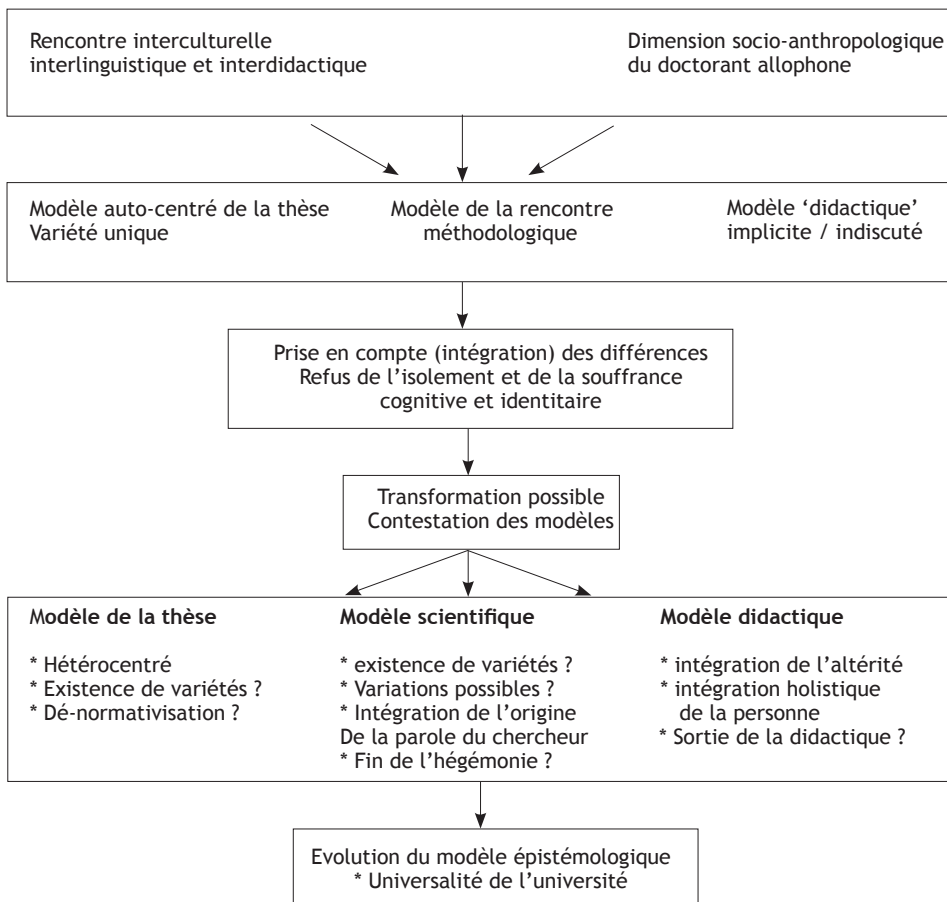 Rencontre interculturelle
interlinguistique et interdidactique
Dimension socio-anthropologique
du doctorant allophone
Modèle auto-centré de la thèse
Variété unique
Modèle de la rencontre
méthodologique
Modèle ‘didactique’
implicite / indiscuté
Prise en compte (intégration) des différences
Refus de l’isolement et de la souffrance
cognitive et identitaire
Transformation possible
Contestation des modèles
Modèle de la thèse
* Hétérocentré
* Existence de variétés ?
* Dé-normativisation ?
Modèle scientifique
* existence de variétés ?
* Variations possibles ?
* Intégration de l’origine
De la parole du chercheur
* Fin de l’hégémonie ?
Modèle didactique
* intégration de l’altérité
* intégration holistique
de la personne
* Sortie de la didactique ?
Evolution du modèle épistémologique
* Universalité de l’université